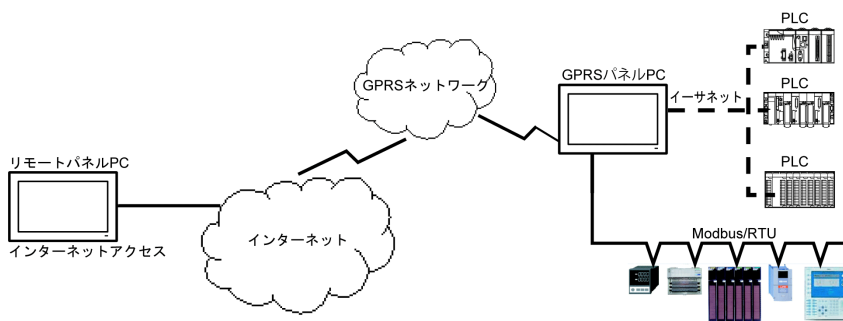 PLC
GPRSネットワーク
GPRSパネルPC
イーサネット
PLC
PLC
リモートパネルPC
インターネット
インターネットアクセス
Modbus/RTU